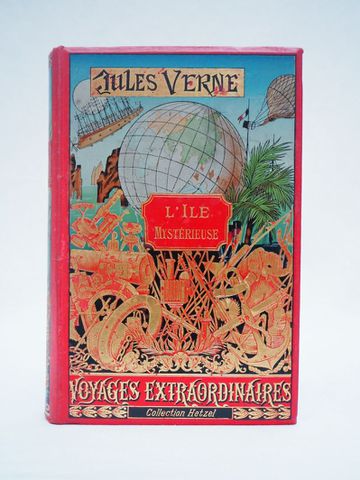 JULES VERNE
L'ILE
MYSTÉRIEUSE
VOYAGES EXTRAORDINAIRES
Collection Hetzel